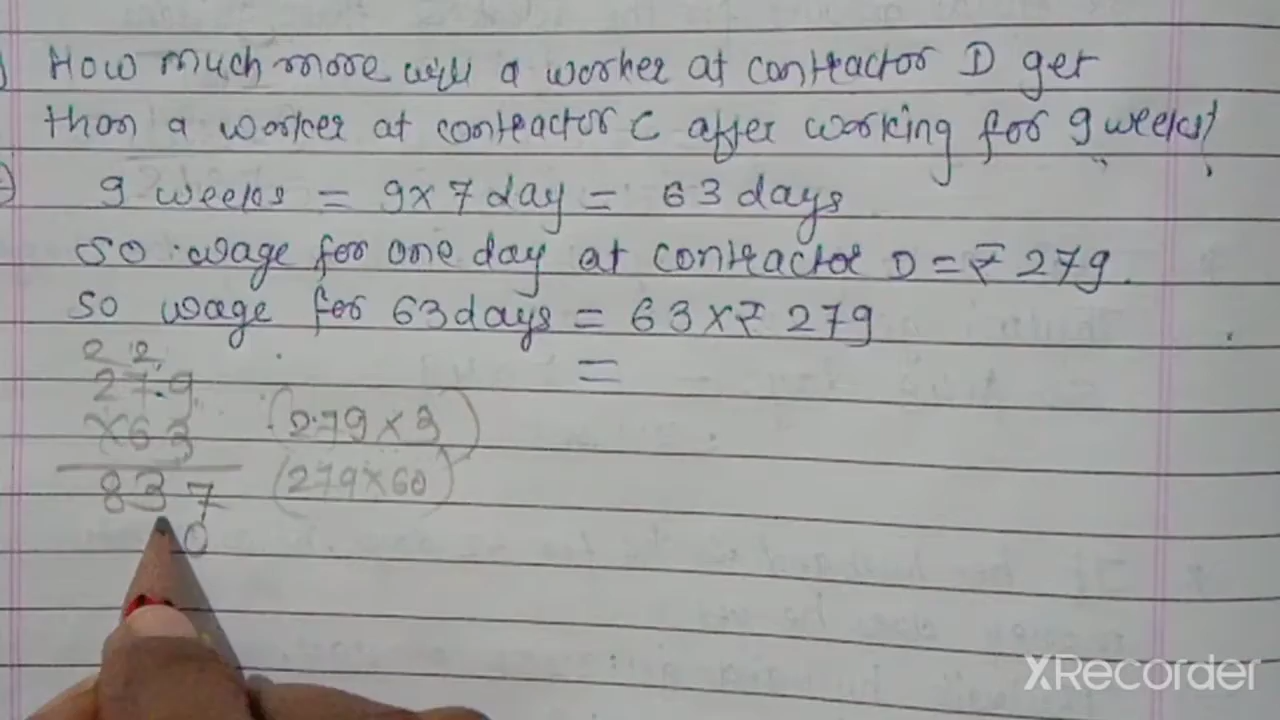 How much more will a worker at contractor D get
than a worker at contractor C after working for 9 weeks?
9 weeks = 9x 7 day = 63 days
So wage for one day at contractor D = ₹ 279.
so wage for 63 days = 63 x ₹ 279
=
2 2
279
x63 (279 x 3)
837 (279x60)
0
XRecorder